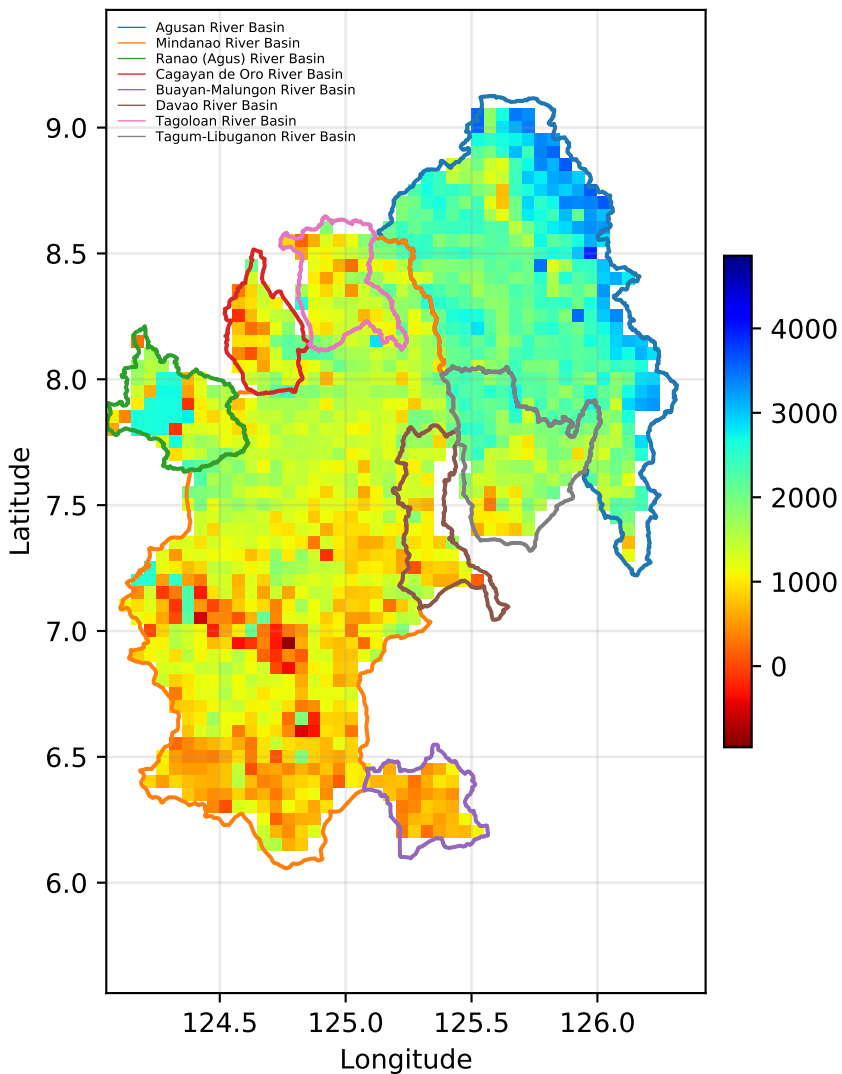 Agusan River Basin
Mindanao River Basin
Ranao (Agus) River Basin
Cagayan de Oro River Basin
Buayan-Malungon River Basin
Davao River Basin
Tagoloan River Basin
Tagum-Libuganon River Basin
9.0
8.5
8.0
7.5
7.0
6.5
6.0
Latitude
124.5 125.0 125.5 126.0
Longitude
4000
3000
2000
1000
0